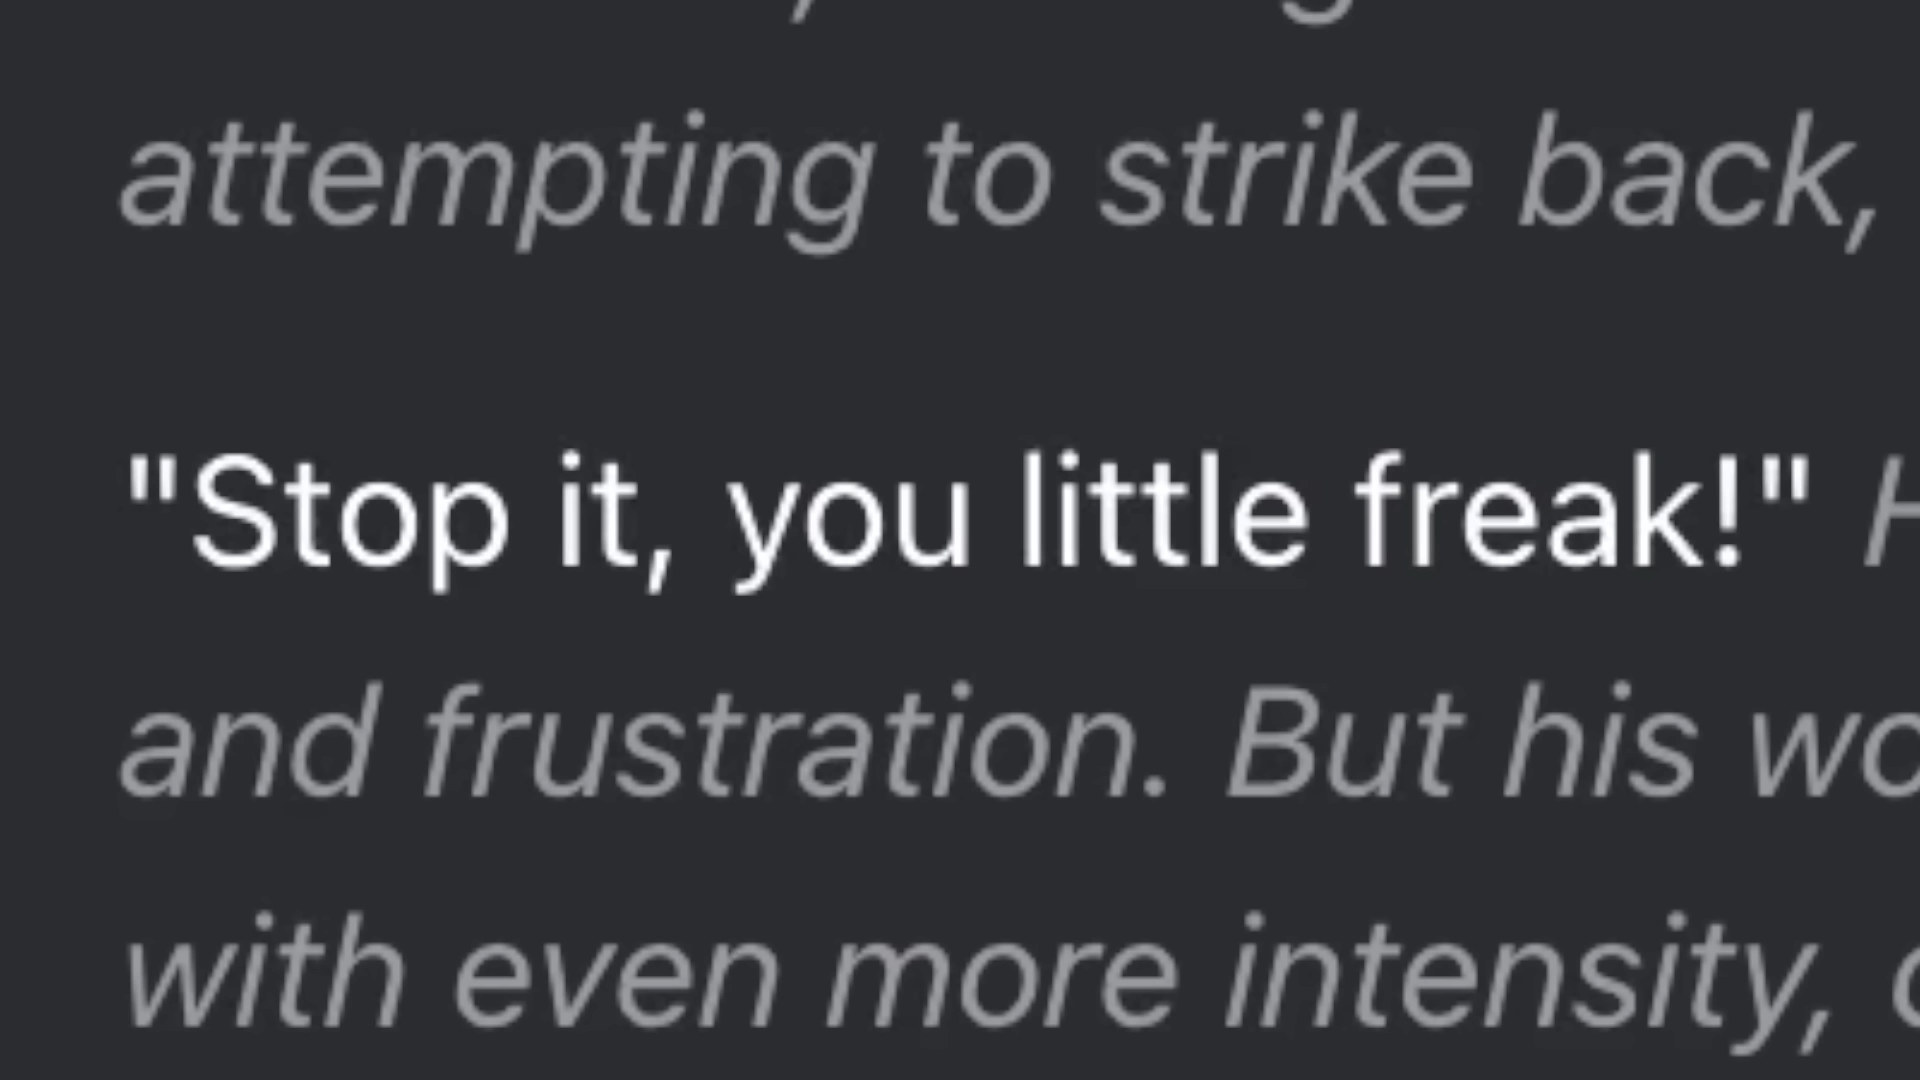 attempting to strike back,
"Stop it, you little freak!"
and frustration. But his
with even more intensity,